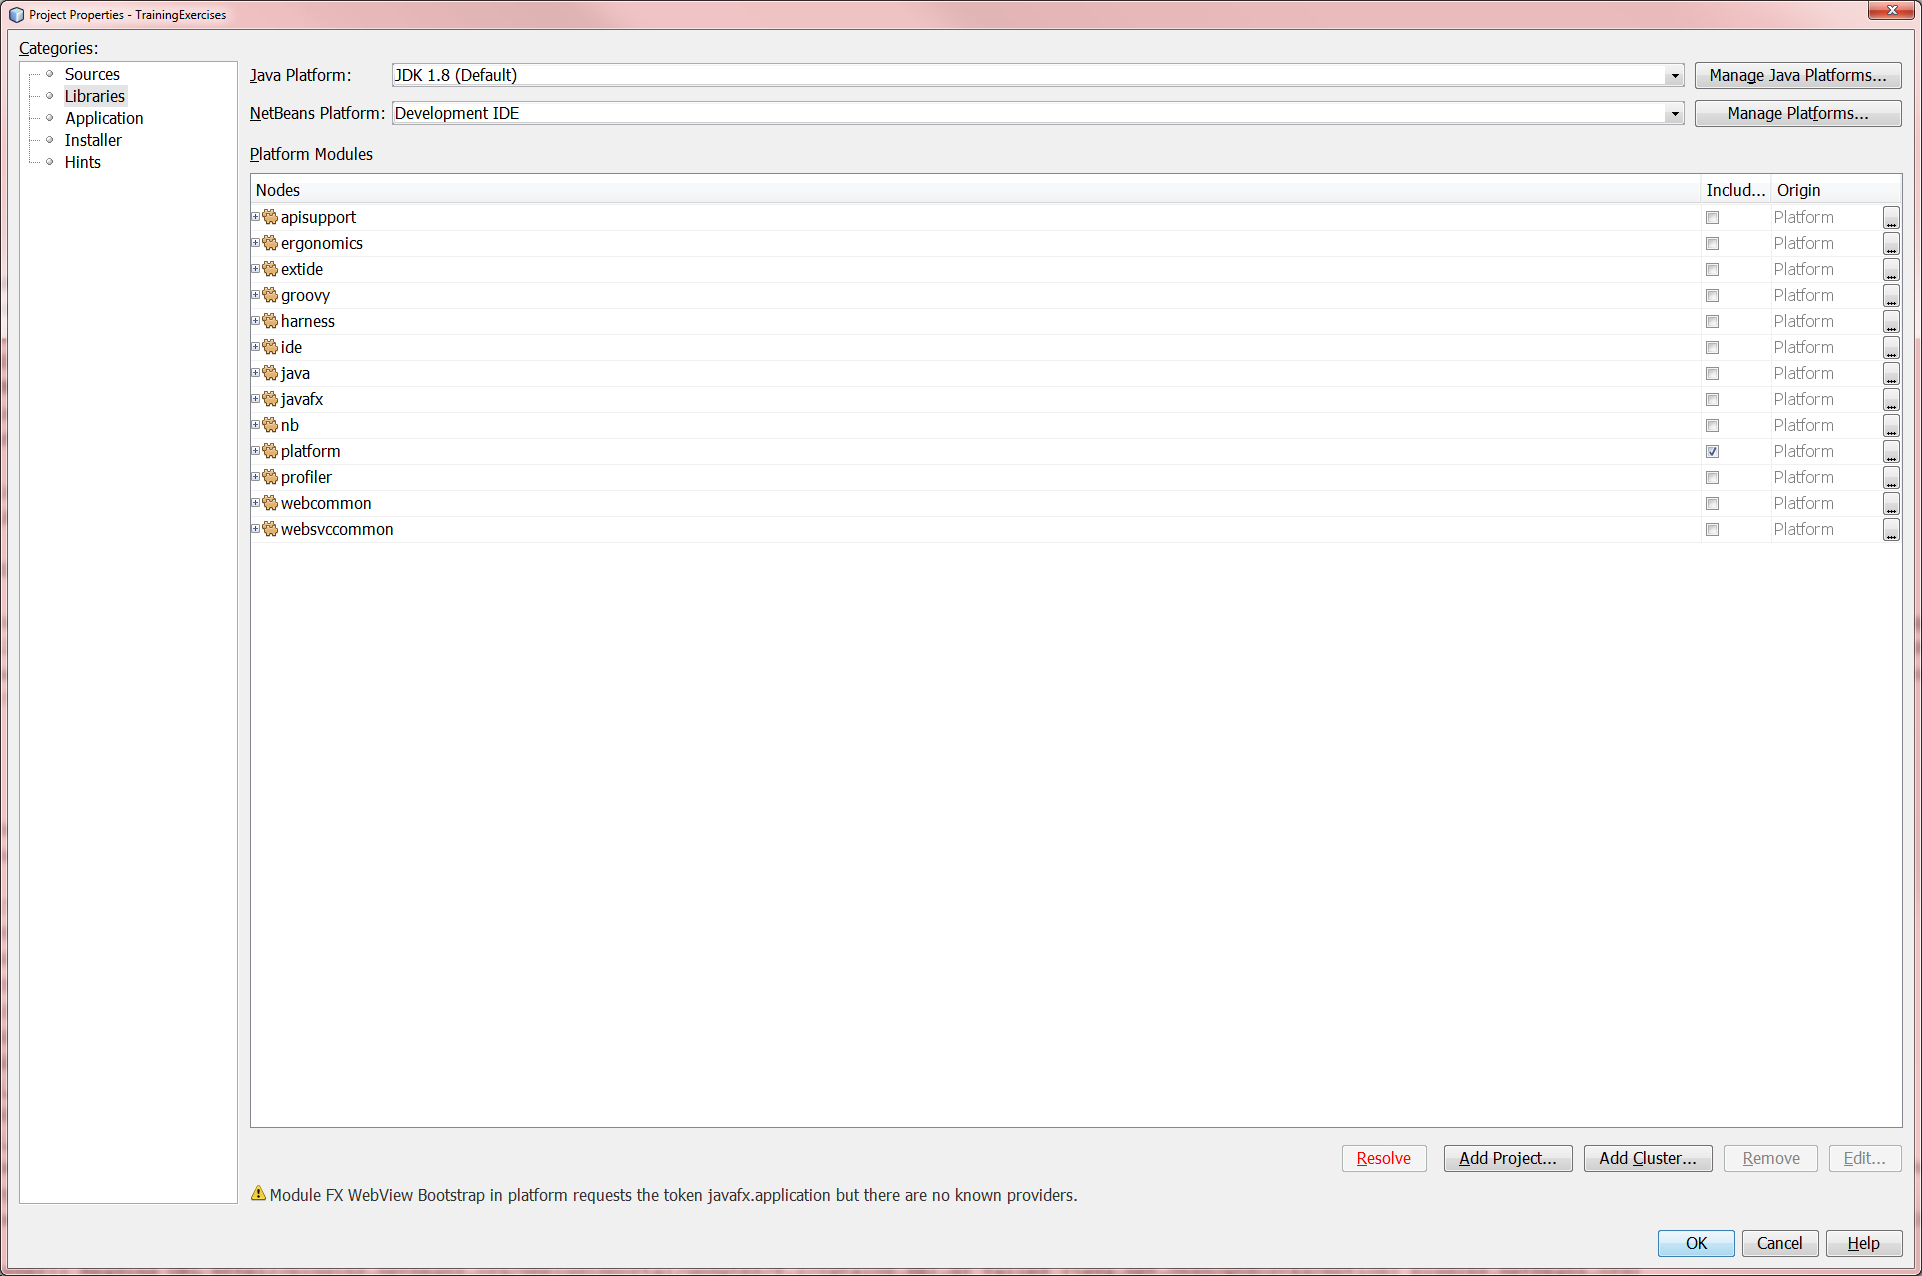 Project Properties - TrainingExercises
Categories:
Sources
Libraries
Application
Installer
Hints
Java Platform: JDK 1.8 (Default) Manage Java Platforms...
NetBeans Platform: Development IDE Manage Platforms...
Platform Modules
Nodes Includ... Origin
apisupport Platform ...
ergonomics Platform ...
extide Platform ...
groovy Platform ...
harness Platform ...
ide Platform ...
java Platform ...
javafx Platform ...
nb Platform ...
platform Platform ...
profiler Platform ...
webcommon Platform ...
websvccommon Platform ...
Resolve Add Project... Add Cluster... Remove Edit...
Module FX WebView Bootstrap in platform requests the token javafx.application but there are no known providers.
OK Cancel Help